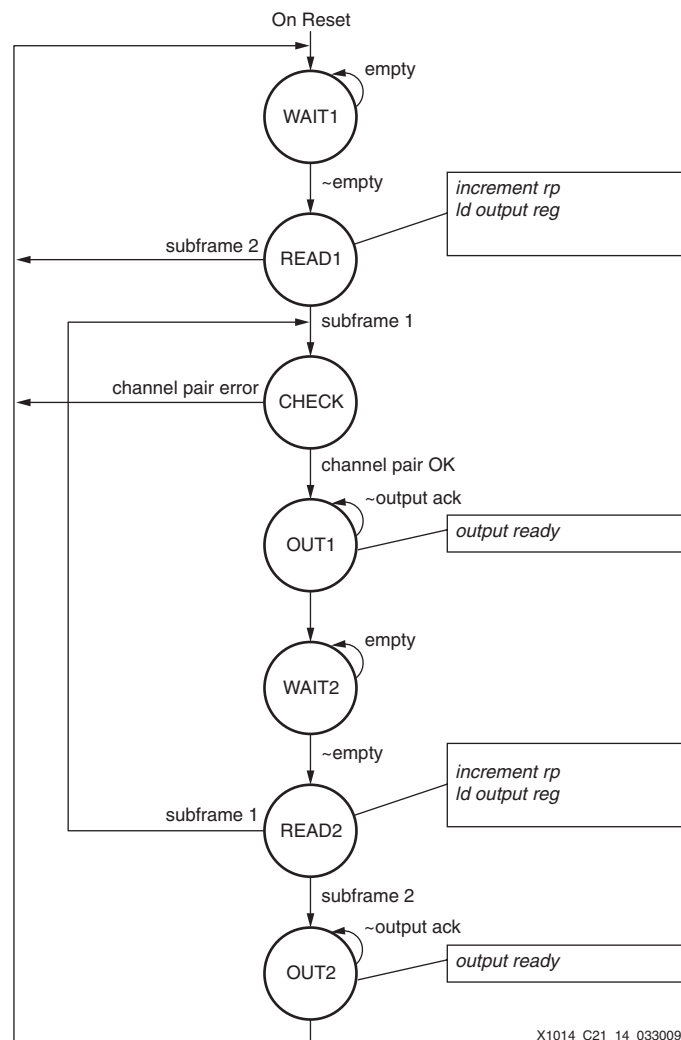 On Reset
empty
WAIT1
~empty
increment rp
ld output reg
subframe 2
READ1
subframe 1
channel pair error
CHECK
channel pair OK
~output ack
output ready
OUT1
empty
WAIT2
~empty
increment rp
ld output reg
subframe 1
READ2
subframe 2
~output ack
output ready
OUT2
X1014_C21_14_033009